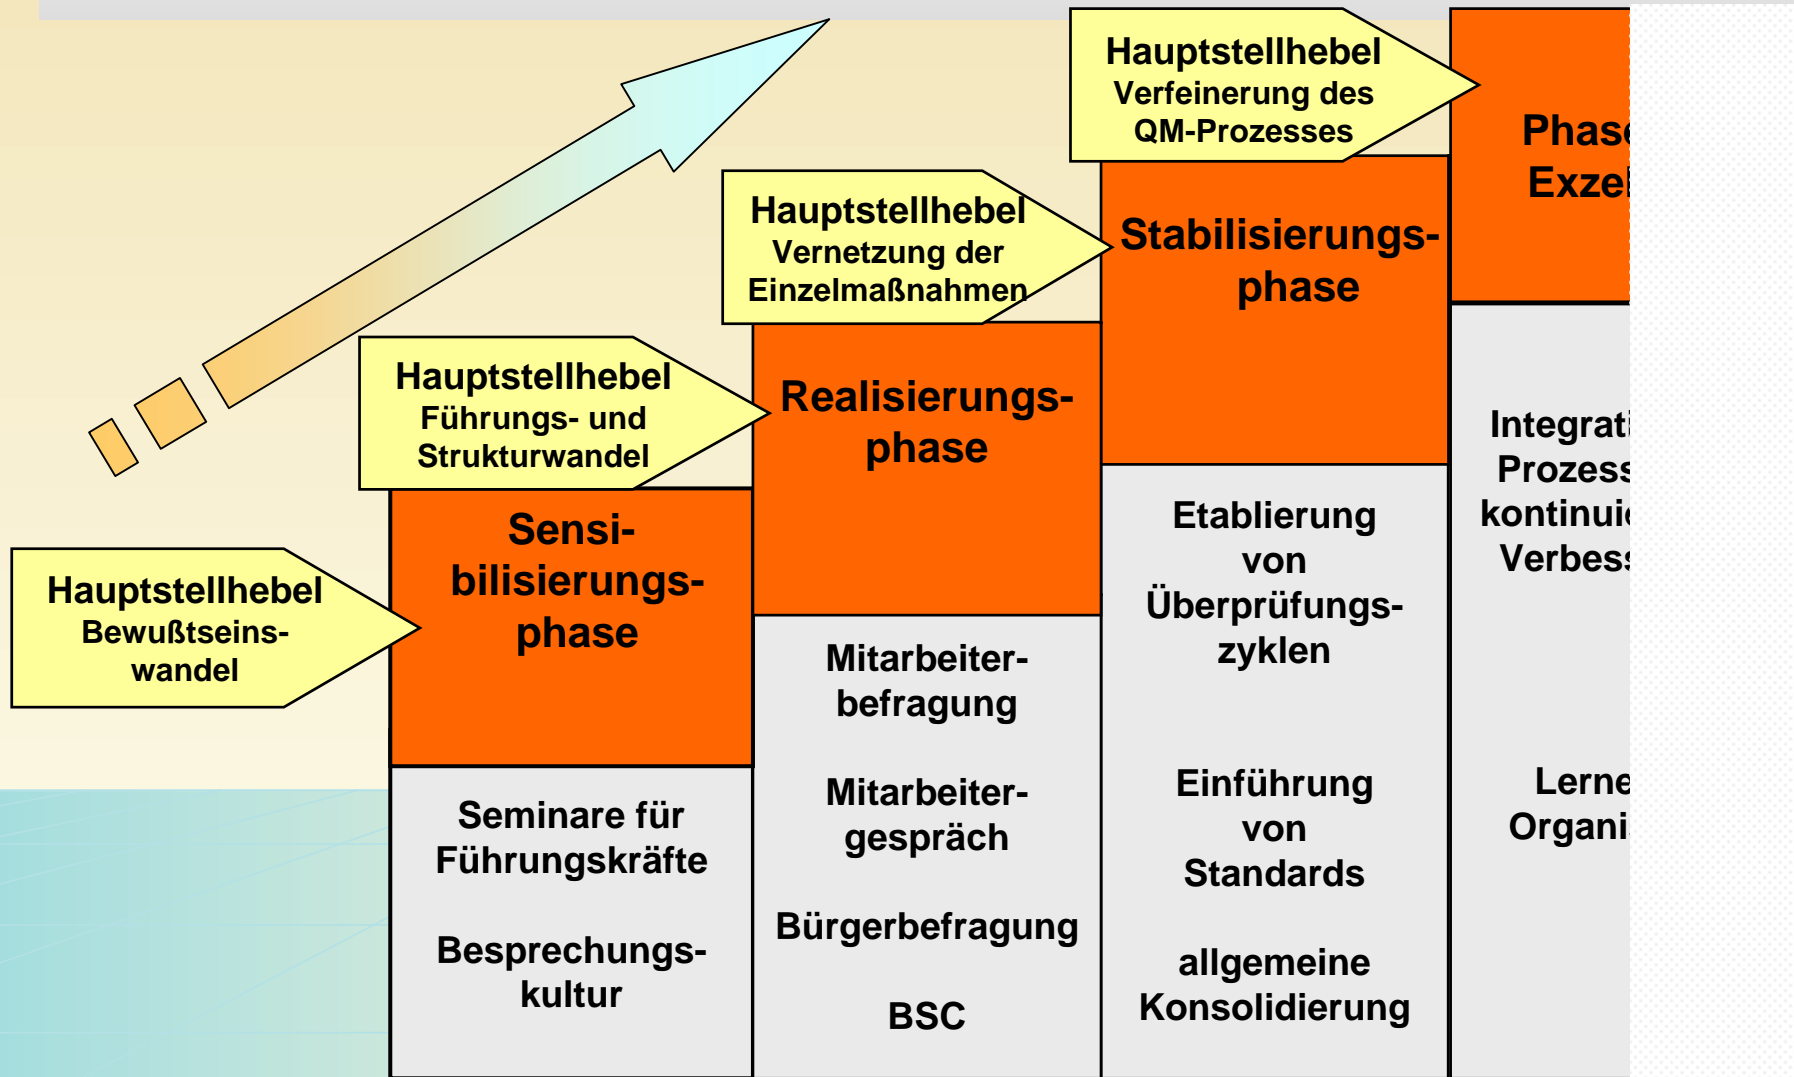 Hauptstellhebel
Bewußtseins-
wandel
Sensi-
bilisierungs-
phase
Seminare für
Führungskräfte
Besprechungs-
kultur
Hauptstellhebel
Führungs- und
Strukturwandel
Realisierungs-
phase
Mitarbeiter-
befragung
Mitarbeiter-
gespräch
Bürgerbefragung
BSC
Hauptstellhebel
Vernetzung der
Einzelmaßnahmen
Stabilisierungs-
phase
Etablierung
von
Überprüfungs-
zyklen
Einführung
von
Standards
allgemeine
Konsolidierung
Hauptstellhebel
Verfeinerung des
QM-Prozesses
Phase